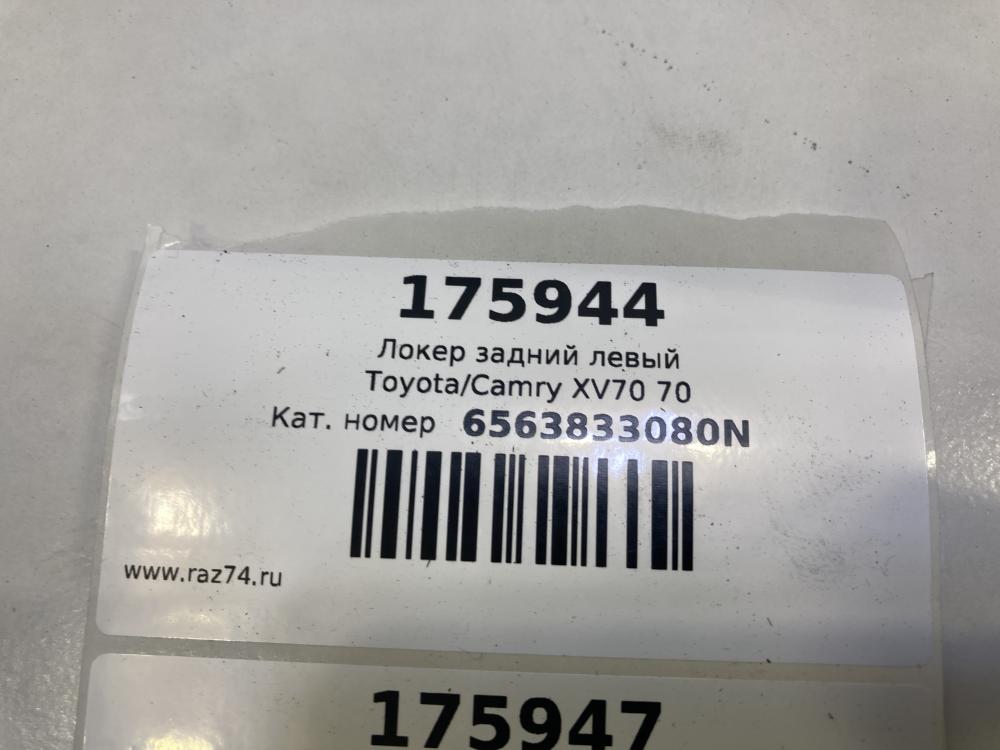 175944
Локер задний левый
Toyota/Camry XV70 70
Кат. номер 6563833080N
www.raz74.ru
175947